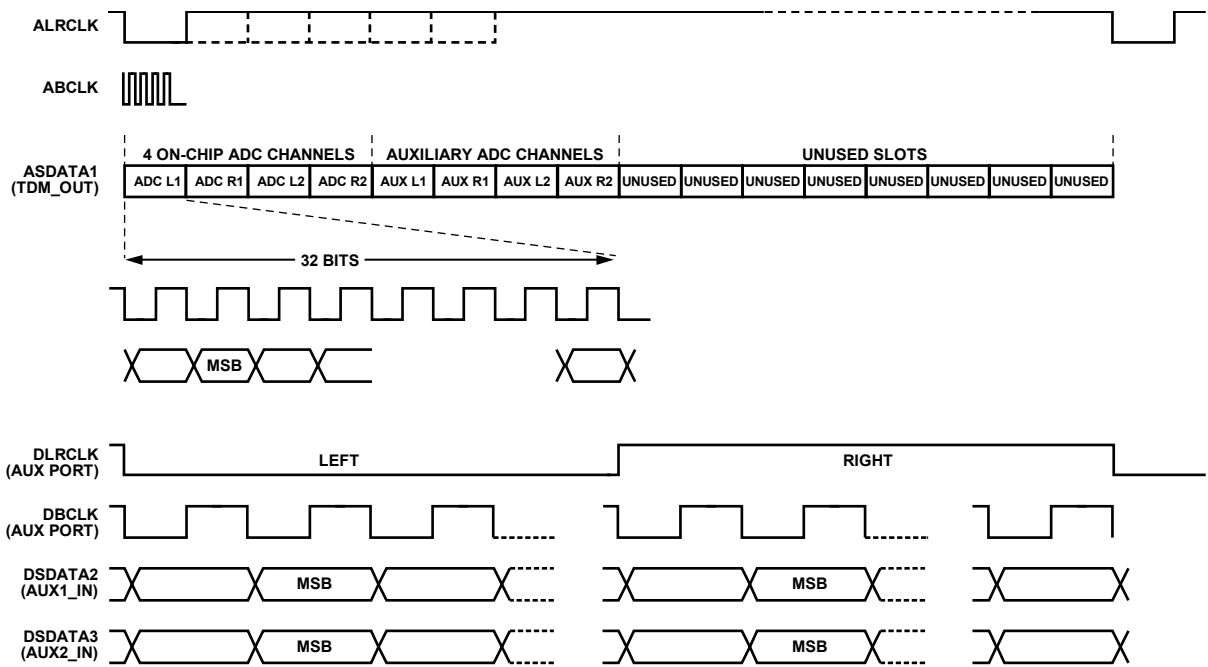 ALRCLK
ABCLK
4 ON-CHIP ADC CHANNELS AUXILIARY ADC CHANNELS UNUSED SLOTS
ASDATA1
(TDM_OUT)
ADC L1 ADC R1 ADC L2 ADC R2 AUX L1 AUX R1 AUX L2 AUX R2 UNUSED UNUSED UNUSED UNUSED UNUSED UNUSED UNUSED UNUSED
32 BITS
MSB
DLRCLK
(AUX PORT)
LEFT RIGHT
DBCLK
(AUX PORT)
DSDATA2
(AUX1_IN)
MSB MSB
DSDATA3
(AUX2_IN)
MSB MSB